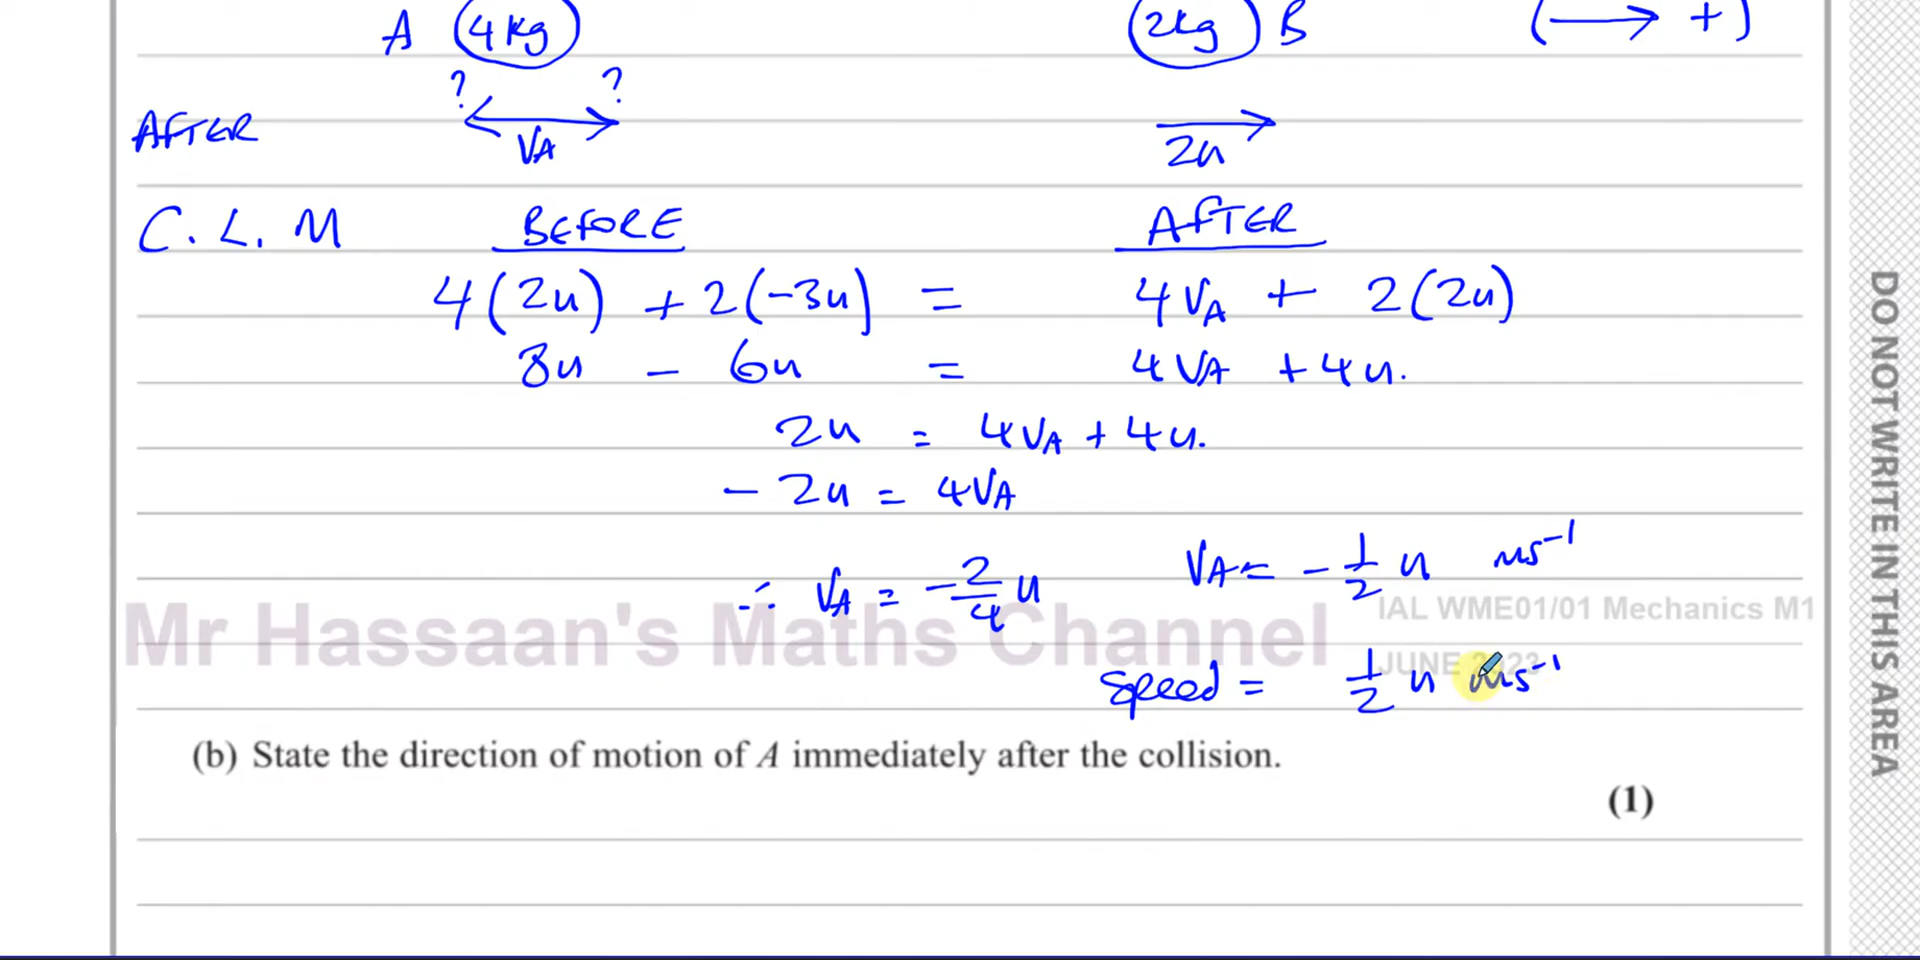 A (4kg) (2kg) B (→ +)
? ?
AFTER VA 2u
C.L.M BEFORE AFTER
4(2u) + 2(-3u) = 4VA + 2(2u)
8u - 6u = 4VA + 4u.
2u = 4VA + 4u.
- 2u = 4VA
∴ VA = -2/4 u VA = - 1/2 u ms⁻¹
Mr Hassaan's Maths Channel
IAL WME01/01 Mechanics M1
JUNE 2023
Speed = 1/2 u ms⁻¹
(b) State the direction of motion of A immediately after the collision.
(1)
DO NOT WRITE IN THIS AREA